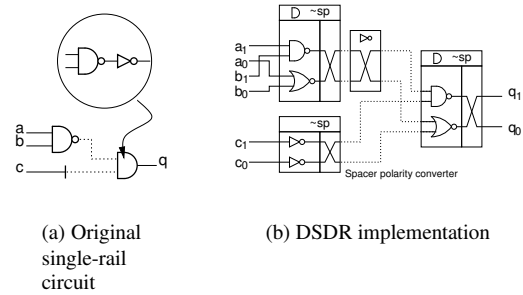 ~sp
a1
a0
b1
b0
~sp
q1
q0
~sp
c1
c0
Spacer polarity converter
a
b
c
q
(a) Original
single-rail
circuit
(b) DSDR implementation